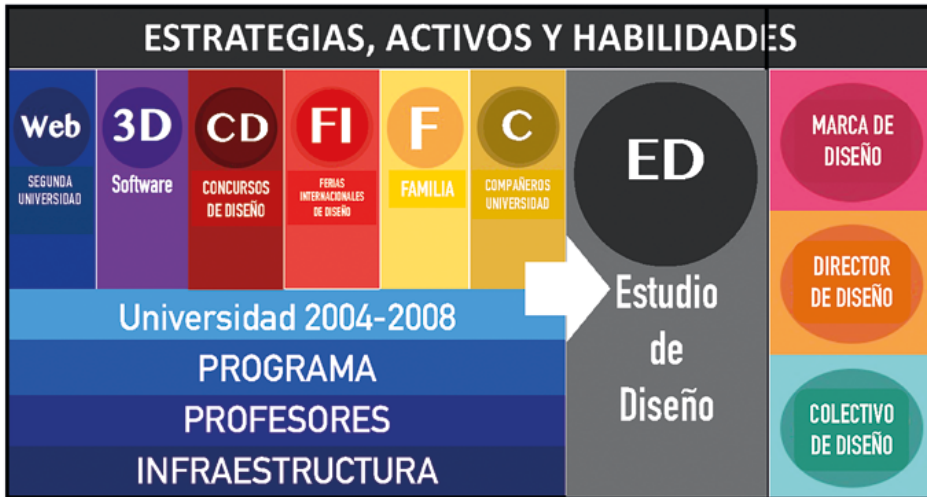 ESTRATEGIAS, ACTIVOS Y HABILIDADES
Web
SEGUNDA
UNIVERSIDAD
3D
Software
CD
CONCURSOS
DE DISEÑO
FI
FERIAS
INTERNACIONALES
DE DISEÑO
F
FAMILIA
C
COMPAÑEROS
UNIVERSIDAD
Universidad 2004-2008
PROGRAMA
PROFESORES
INFRAESTRUCTURA
ED
Estudio
de
Diseño
MARCA DE
DISEÑO
DIRECTOR
DE DISEÑO
COLECTIVO
DE DISEÑO